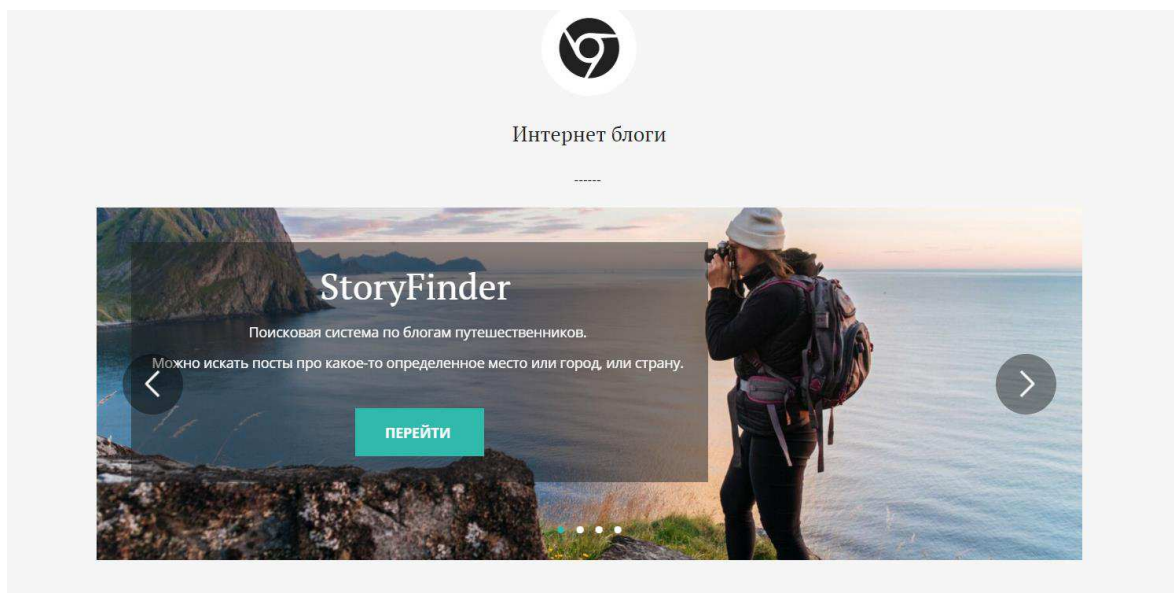 Интернет блоги
------
StoryFinder
Поисковая система по блогам путешественников.
Можно искать посты про какое-то определенное место или город, или страну.
ПЕРЕЙТИ